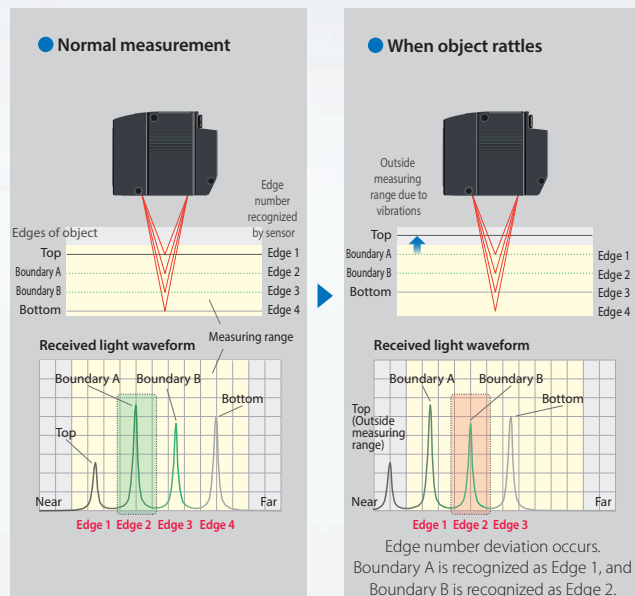 Normal measurement
Edge
number
recognized
by sensor
Edges of object
Top
Edge 1
Boundary A
Edge 2
Boundary B
Edge 3
Bottom
Edge 4
Measuring range
Received light waveform
Boundary A
Boundary B
Bottom
Top
Near
Far
Edge 1 Edge 2 Edge 3 Edge 4
When object rattles
Outside
measuring
range due to
vibrations
Top
Boundary A
Edge 1
Boundary B
Edge 2
Bottom
Edge 3
Edge 4
Received light waveform
Boundary A
Boundary B
Bottom
Top
(Outside
measuring
range)
Near
Far
Edge 1 Edge 2 Edge 3
Edge number deviation occurs.
Boundary A is recognized as Edge 1, and
Boundary B is recognized as Edge 2.